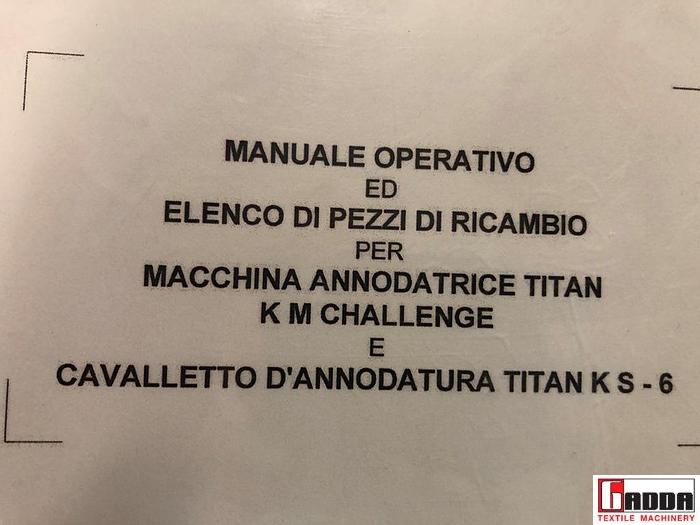 MANUALE OPERATIVO
ED
ELENCO DI PEZZI DI RICAMBIO
PER
MACCHINA ANNODATRICE TITAN
K M CHALLENGE
E
CAVALLETTO D'ANNODATURA TITAN K S - 6
GADDA
TEXTILE MACHINERY